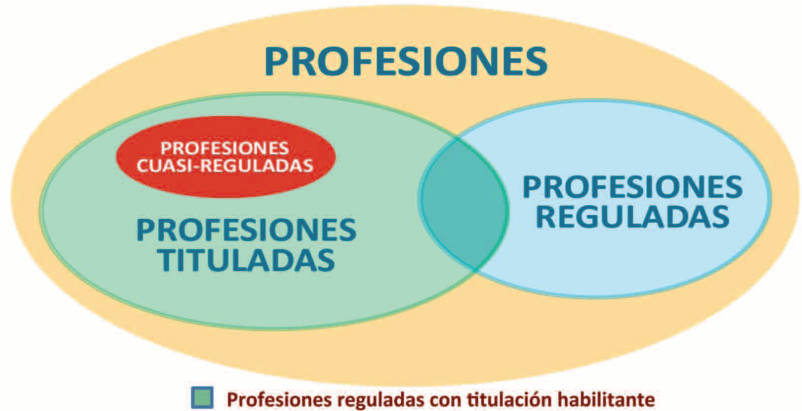 PROFESIONES
PROFESIONES
CUASI-REGULADAS
PROFESIONES
TITULADAS
PROFESIONES
REGULADAS
Profesiones reguladas con titulación habilitante